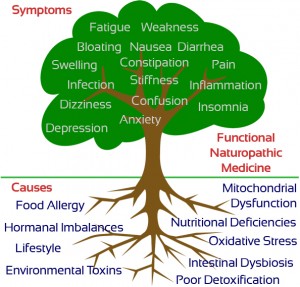 Symptoms
Fatigue Weakness
Bloating Nausea Diarrhea
Swelling Constipation Pain
Infection Stiffness Inflammation
Dizziness Confusion Insomnia
Depression Anxiety
Functional
Naturopathic
Medicine
Causes
Mitochondrial
Dysfunction
Food Allergy
Nutritional Deficiencies
Hormanal Imbalances
Oxidative Stress
Lifestyle
Intestinal Dysbiosis
Environmental Toxins
Poor Detoxification